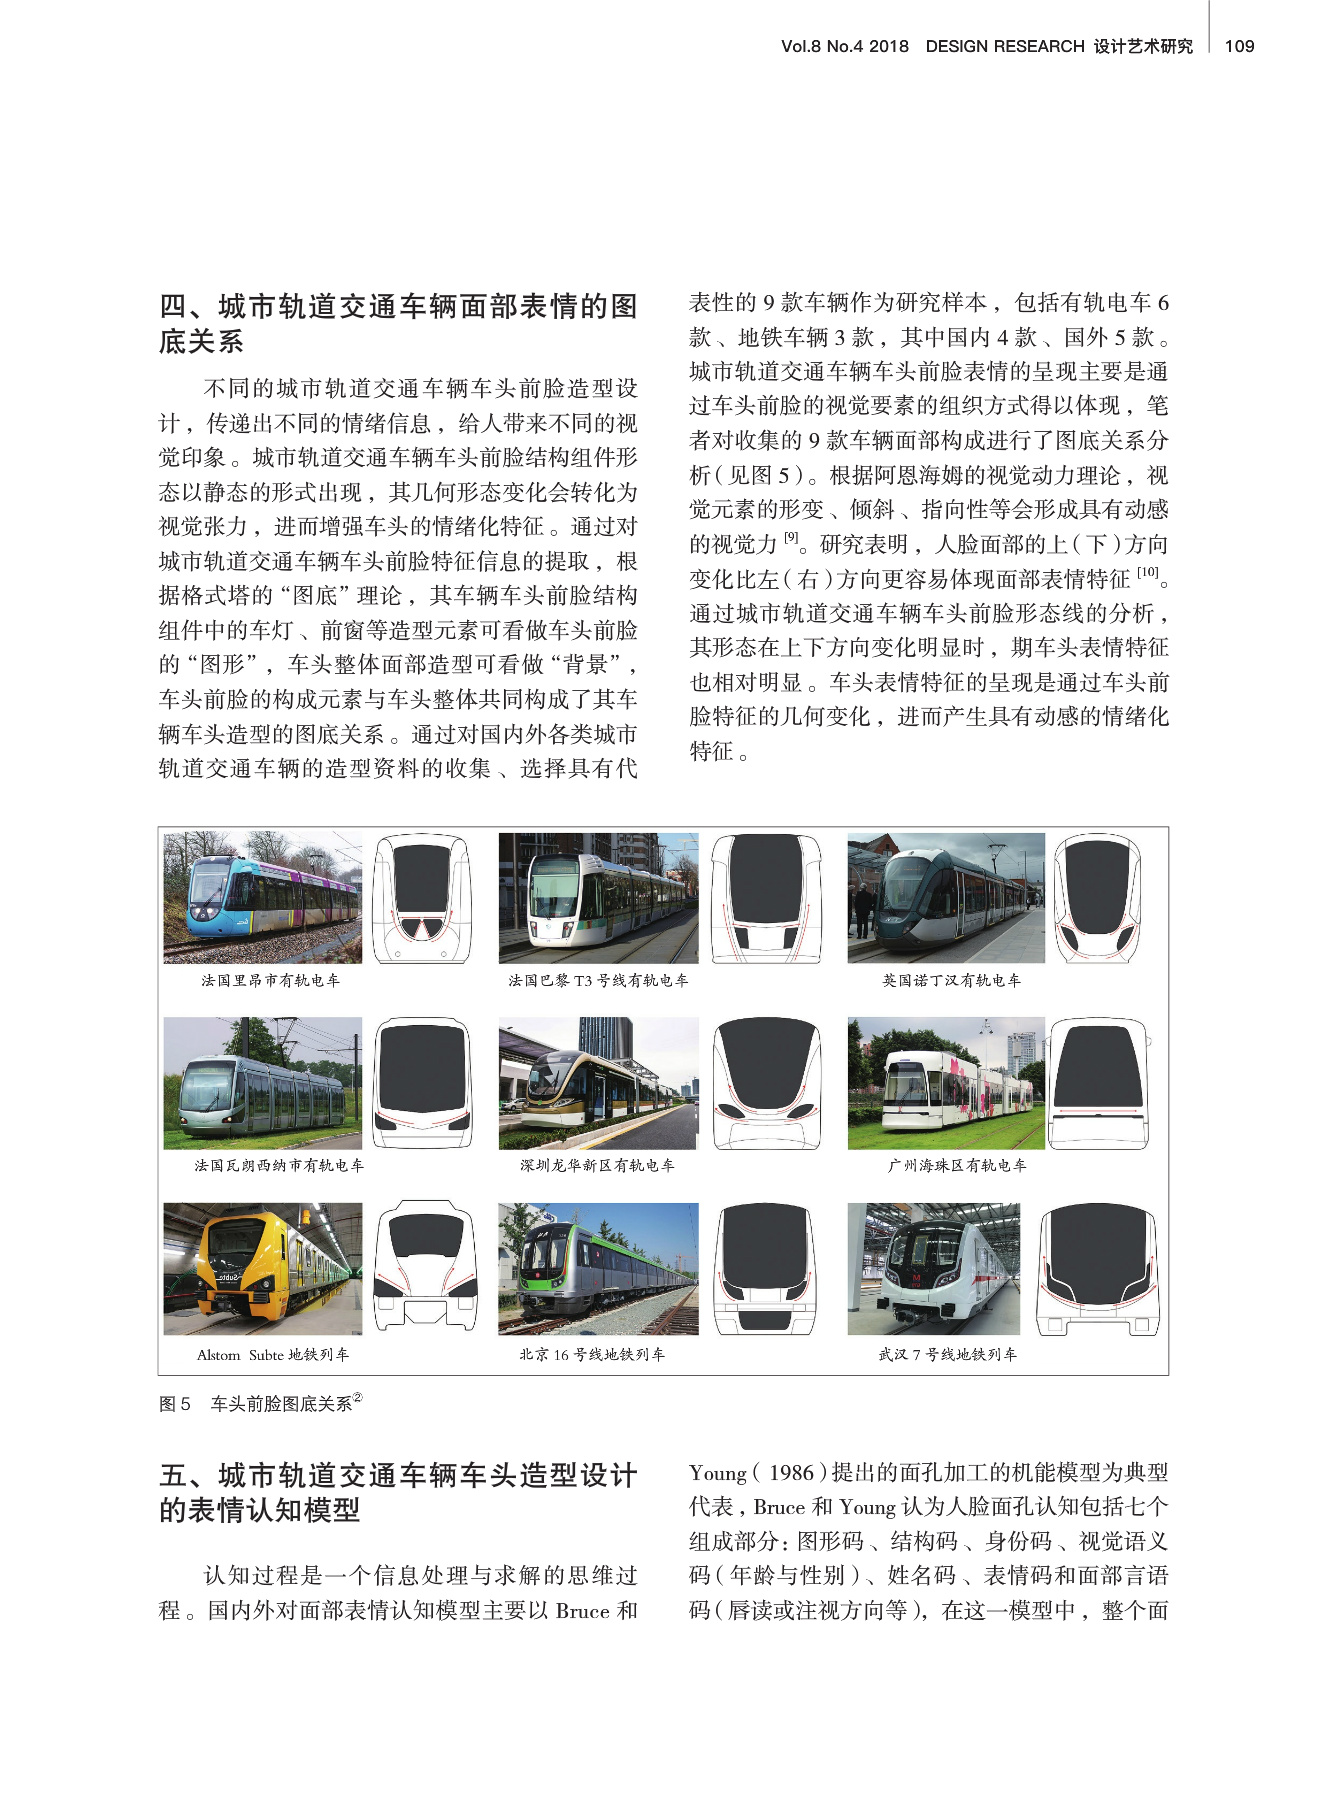 Vol.8 No.4 2018 DESIGN RESEARCH 设计艺术研究 109
四、城市轨道交通车辆面部表情的图
底关系
不同的城市轨道交通车辆车头前脸造型设
计，传递出不同的情绪信息，给人带来不同的视
觉印象。城市轨道交通车辆车头前脸结构组件形
态以静态的形式出现，其几何形态变化会转化为
视觉张力，进而增强车头的情绪化特征。通过对
城市轨道交通车辆车头前脸特征信息的提取，根
据格式塔的“图底”理论，其车辆车头前脸结构
组件中的车灯、前窗等造型元素可看做车头前脸
的“图形”，车头整体面部造型可看做“背景”，
车头前脸的构成元素与车头整体共同构成了其车
辆车头造型的图底关系。通过对国内外各类城市
轨道交通车辆的造型资料的收集、选择具有代
表性的 9 款车辆作为研究样本，包括有轨电车 6
款、地铁车辆 3 款，其中国内 4 款、国外 5 款。
城市轨道交通车辆车头前脸表情的呈现主要是通
过车头前脸的视觉要素的组织方式得以体现，笔
者对收集的 9 款车辆面部构成进行了图底关系分
析（见图 5）。根据阿恩海姆的视觉动力理论，视
觉元素的形变、倾斜、指向性等会形成具有动感
的视觉力 [9]。研究表明，人脸面部的上（下）方向
变化比左（右）方向更容易体现面部表情特征 [10]。
通过城市轨道交通车辆车头前脸形态线的分析，
其形态在上下方向变化明显时，期车头表情特征
也相对明显。车头表情特征的呈现是通过车头前
脸特征的几何变化，进而产生具有动感的情绪化
特征。
法国里昂市有轨电车
法国巴黎 T3 号线有轨电车
英国诺丁汉有轨电车
法国瓦朗西纳市有轨电车
深圳龙华新区有轨电车
广州海珠区有轨电车
Alstom Subte 地铁列车
北京 16 号线地铁列车
武汉 7 号线地铁列车
图 5 车头前脸图底关系②
五、城市轨道交通车辆车头造型设计
的表情认知模型
认知过程是一个信息处理与求解的思维过
程。国内外对面部表情认知模型主要以 Bruce 和
Young（1986）提出的面孔加工的机能模型为典型
代表，Bruce 和 Young 认为人脸面孔认知包括七个
组成部分：图形码、结构码、身份码、视觉语义
码（年龄与性别）、姓名码、表情码和面部言语
码（唇读或注视方向等），在这一模型中，整个面